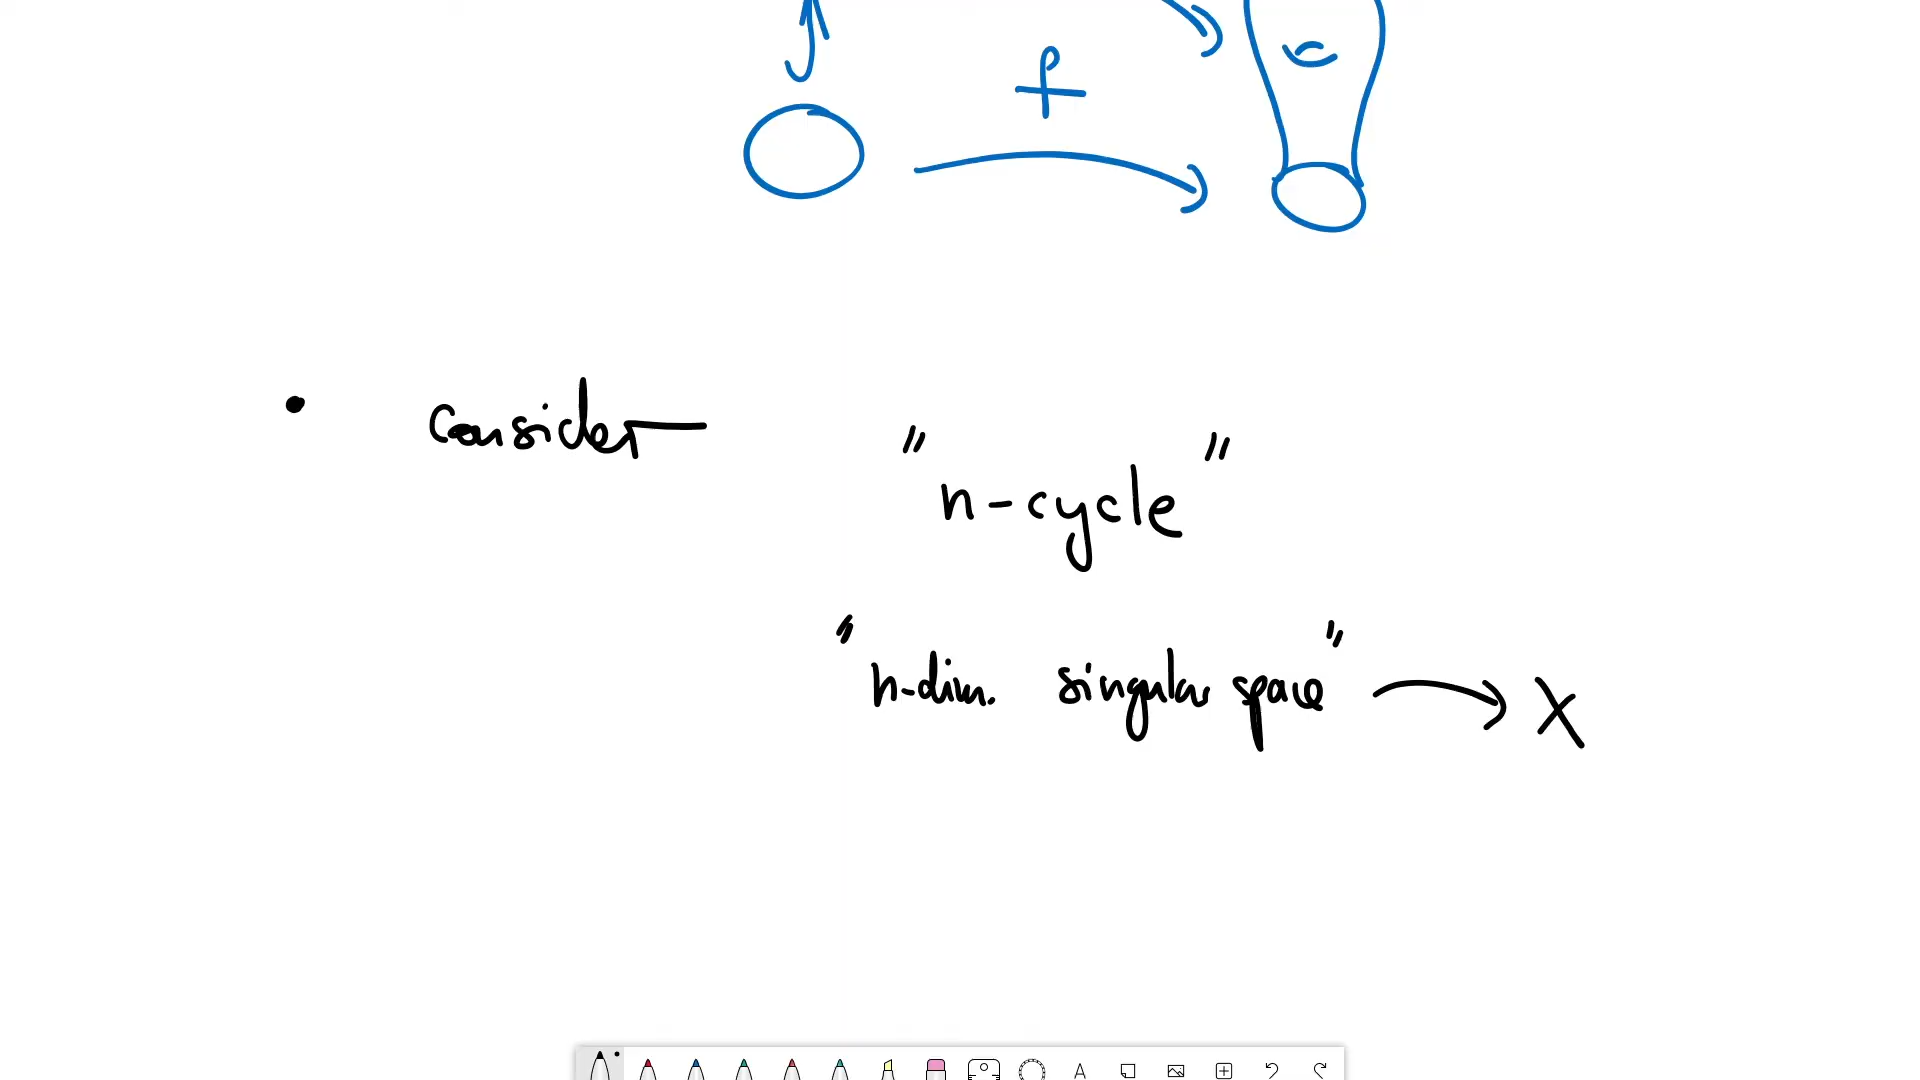 f
• consider
"n-cycle"
"n-dim. singular space" → X
A